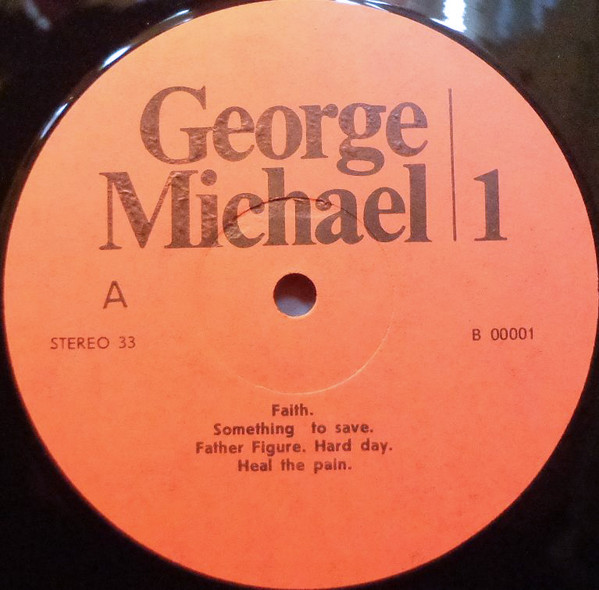 George
Michael | 1
A
STEREO 33
B 00001
Faith.
Something to save.
Father Figure. Hard day.
Heal the pain.